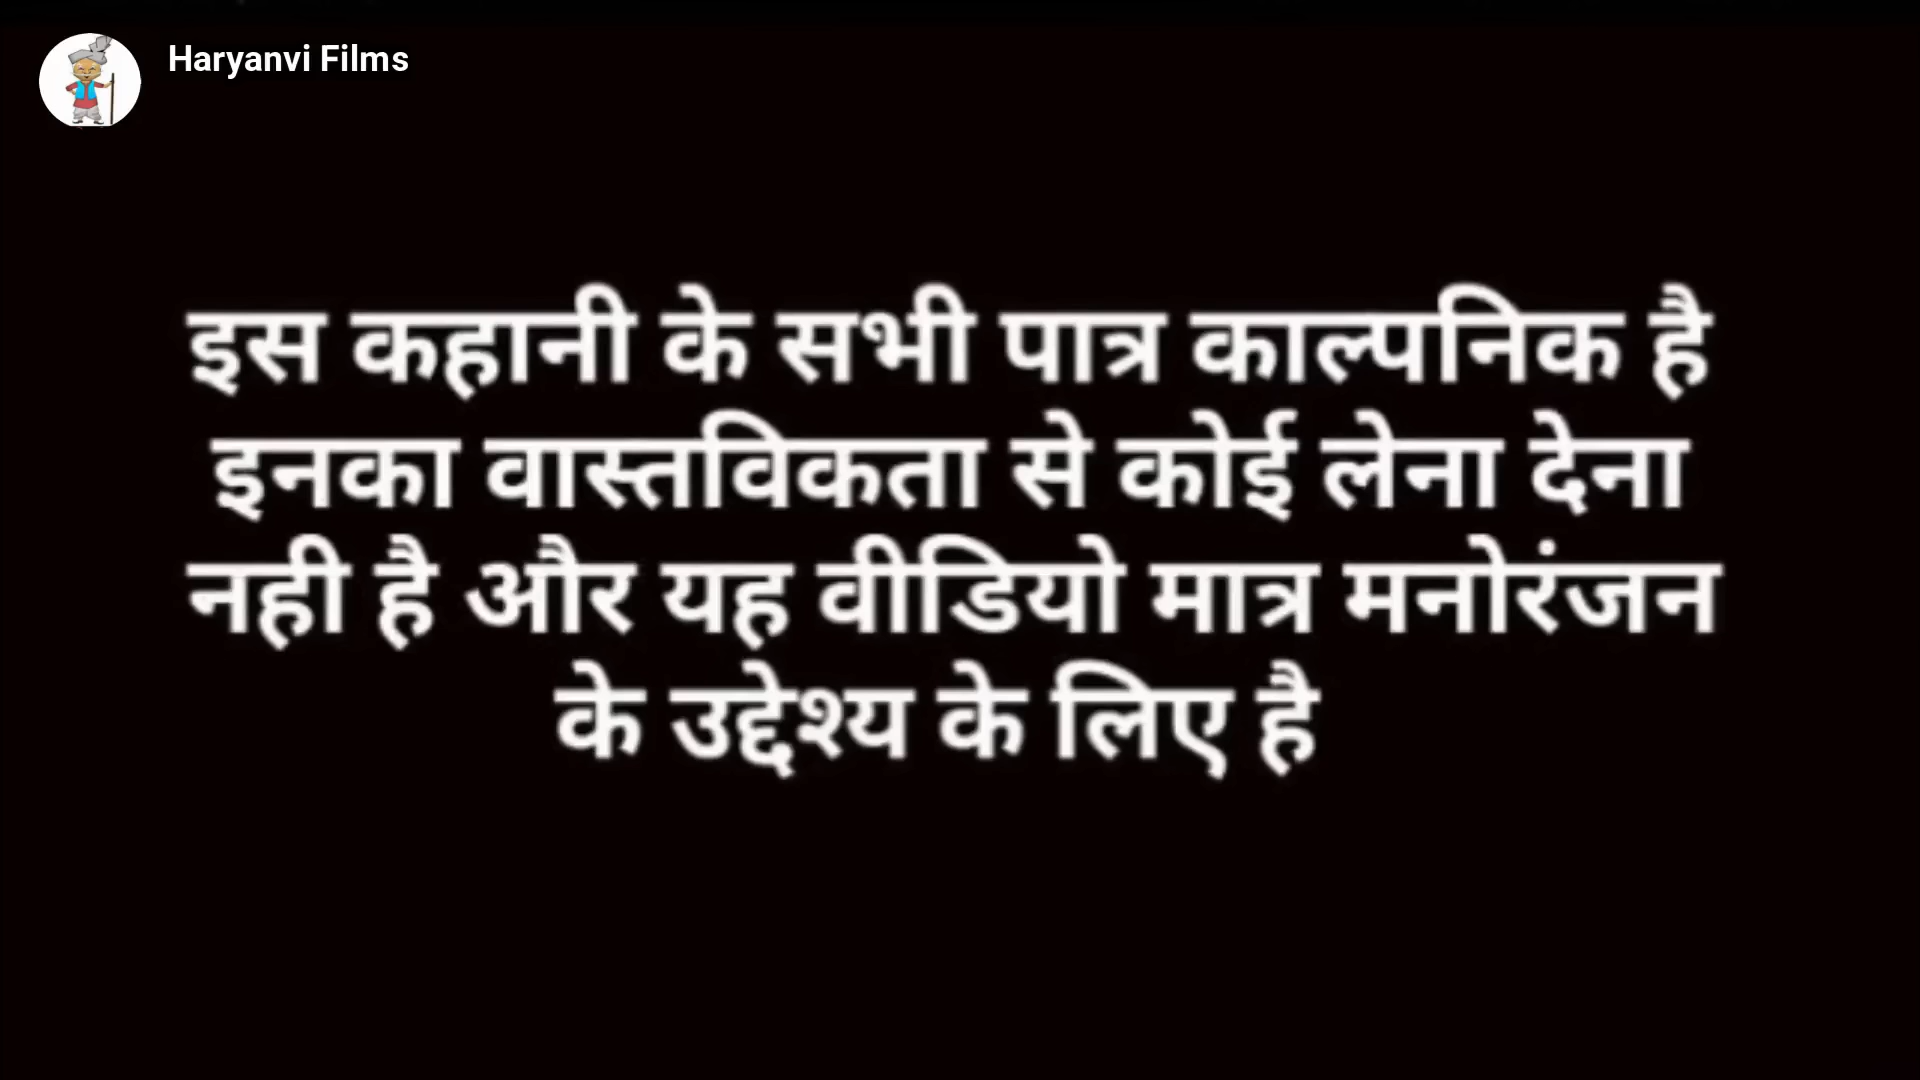 Haryanvi Films
इस कहानी के सभी पात्र काल्पनिक है
इनका वास्तविकता से कोई लेना देना
नही है और यह वीडियो मात्र मनोरंजन
के उद्देश्य के लिए है